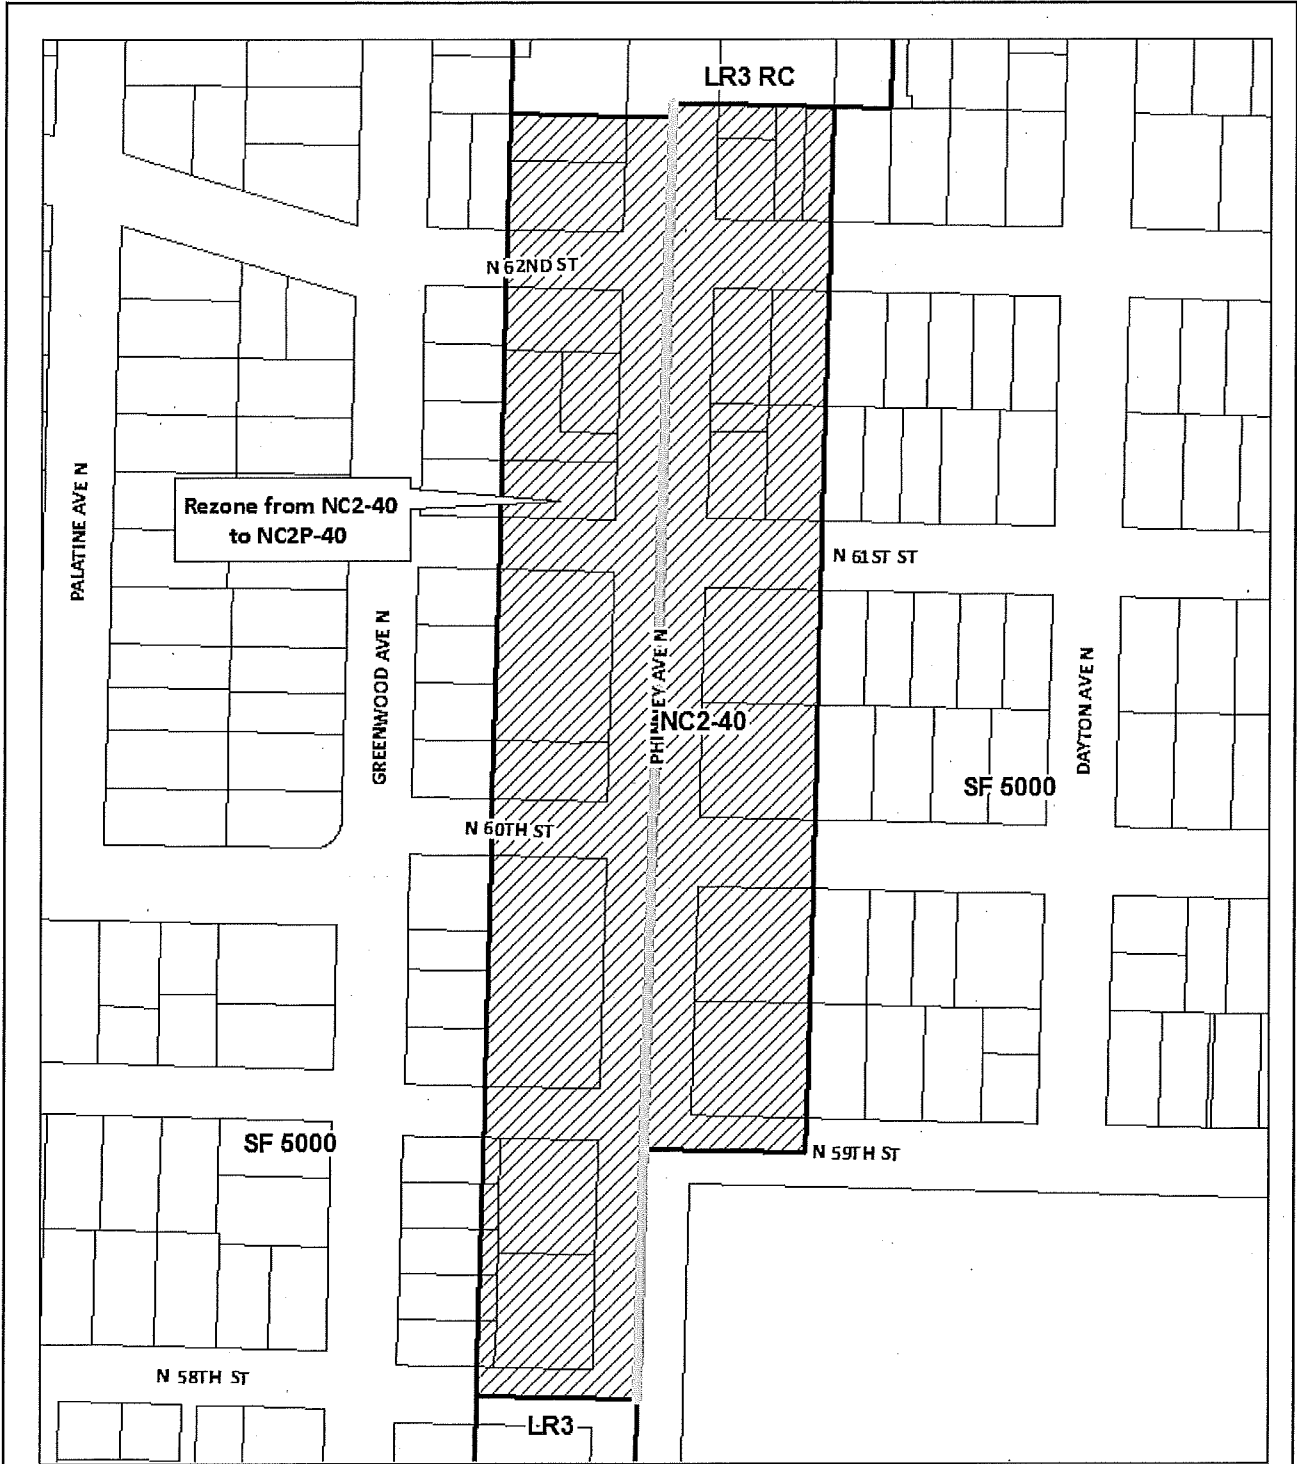 LR3 RC
N 62ND ST
PALATINE AVE N
Rezone from NC2-40
to NC2P-40
N 61ST ST
GREENWOOD AVE N
PHINNEY AVE N
DAYTON AVE N
NC2-40
SF 5000
N 60TH ST
SF 5000
N 59TH ST
N 58TH ST
LR3